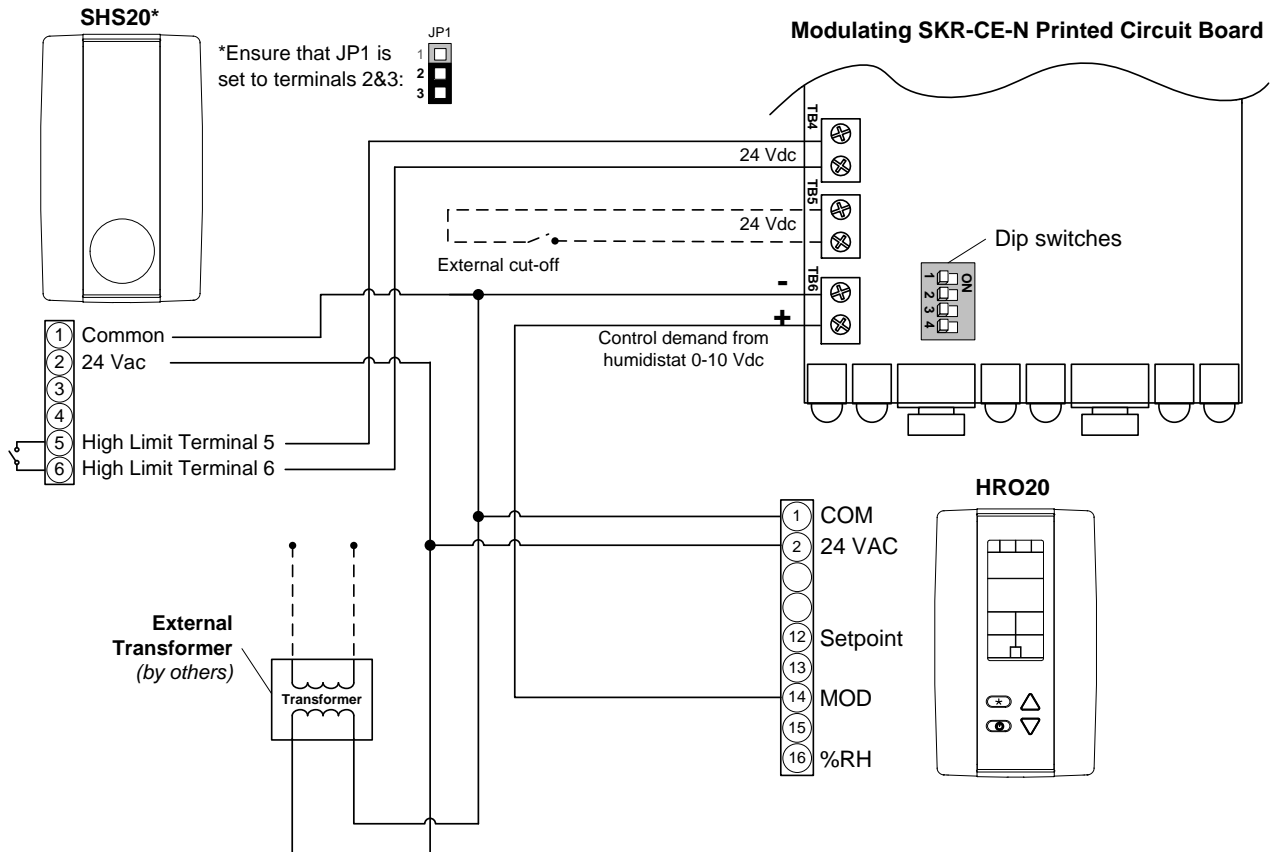 SHS20*
*Ensure that JP1 is
set to terminals 2&3:
JP1
1
2
3
Modulating SKR-CE-N Printed Circuit Board
TB4
24 Vdc
TB5
24 Vdc
External cut-off
TB6
-
+
Control demand from
humidistat 0-10 Vdc
Dip switches
ON
1
2
3
4
1 Common
2 24 Vac
3
4
5 High Limit Terminal 5
6 High Limit Terminal 6
External
Transformer
(by others)
Transformer
HRO20
1 COM
2 24 VAC
12 Setpoint
13
14 MOD
15
16 %RH